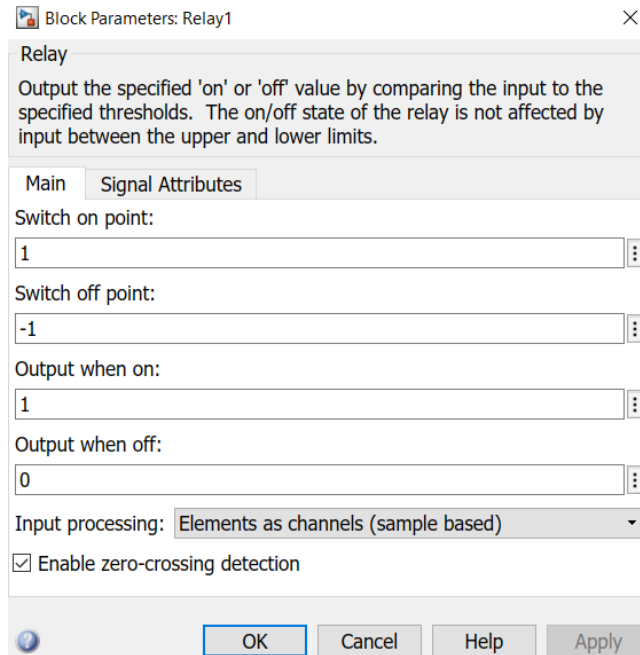 Block Parameters: Relay1
Relay
Output the specified 'on' or 'off' value by comparing the input to the
specified thresholds. The on/off state of the relay is not affected by
input between the upper and lower limits.
Main Signal Attributes
Switch on point:
1
Switch off point:
-1
Output when on:
1
Output when off:
0
Input processing: Elements as channels (sample based)
Enable zero-crossing detection
OK Cancel Help Apply